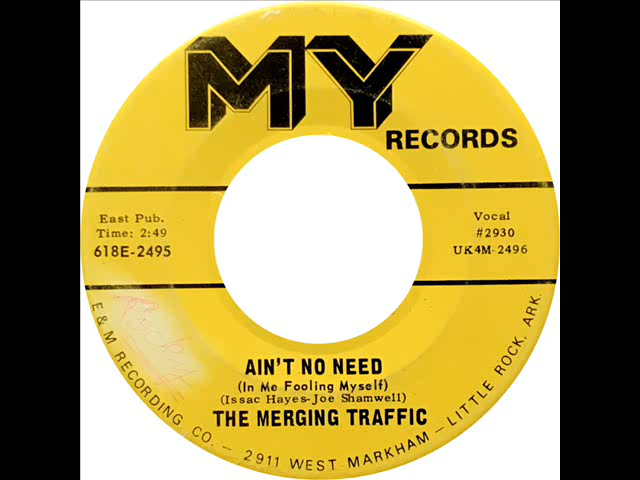 MY
RECORDS
East Pub.
Time: 2:49
618E-2495
Vocal
#2930
UK4M-2496
AIN'T NO NEED
(In Me Fooling Myself)
(Issac Hayes-Joe Shamwell)
THE MERGING TRAFFIC
E & M RECORDING CO. – 2911 WEST MARKHAM – LITTLE ROCK, ARK.